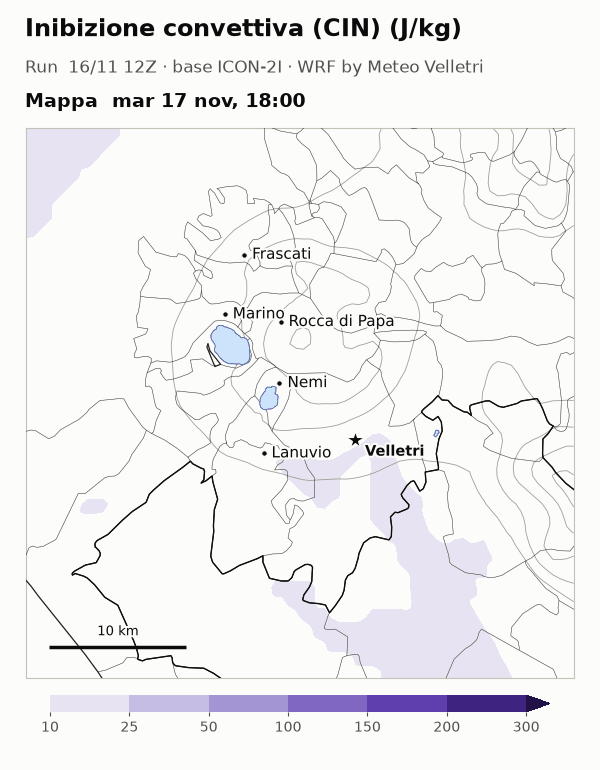 Inibizione convettiva (CIN) (J/kg)
Run  16/11 12Z · base ICON-2I · WRF by Meteo Velletri
Mappa  mar 17 nov, 18:00
Frascati
Marino
Rocca di Papa
Nemi
Velletri
Lanuvio
10 km
10 25 50 100 150 200 300